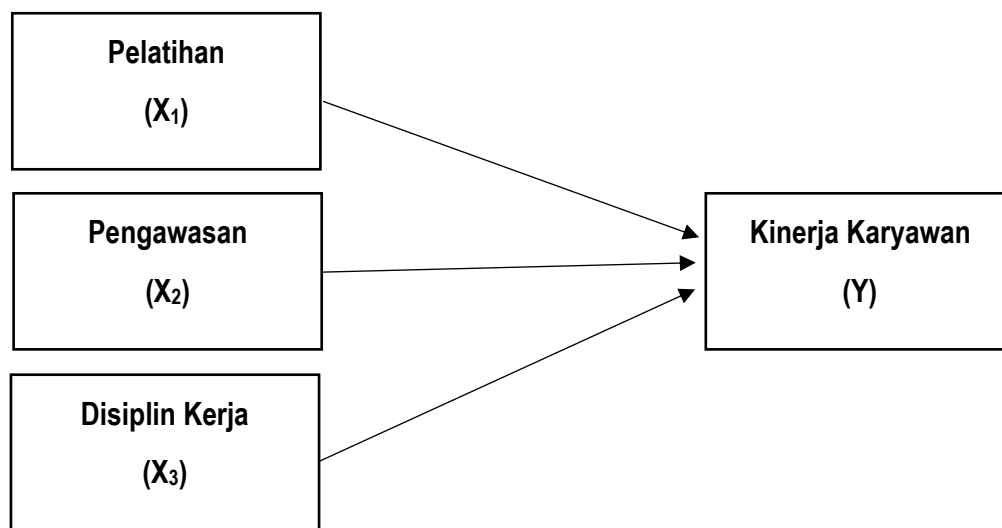 Pelatihan
(X₁)
Pengawasan
(X₂)
Disiplin Kerja
(X₃)
Kinerja Karyawan
(Y)